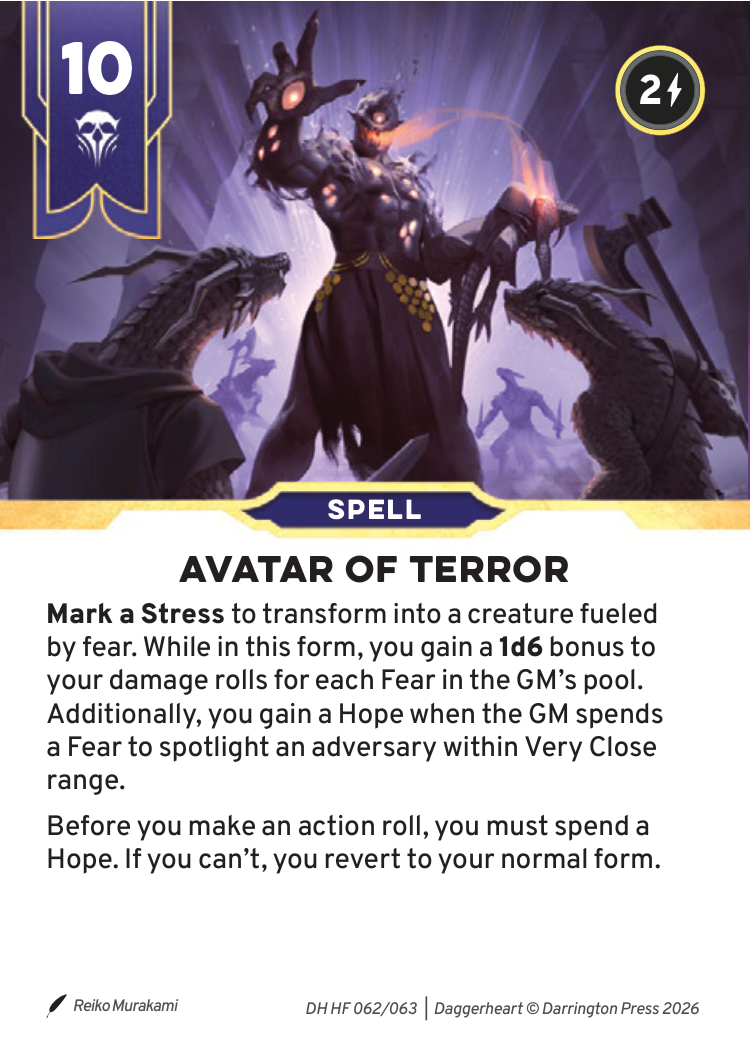 10
2
SPELL
AVATAR OF TERROR
Mark a Stress to transform into a creature fueled
by fear. While in this form, you gain a 1d6 bonus to
your damage rolls for each Fear in the GM’s pool.
Additionally, you gain a Hope when the GM spends
a Fear to spotlight an adversary within Very Close
range.
Before you make an action roll, you must spend a
Hope. If you can’t, you revert to your normal form.
Reiko Murakami
DH HF 062/063 | Daggerheart © Darrington Press 2026